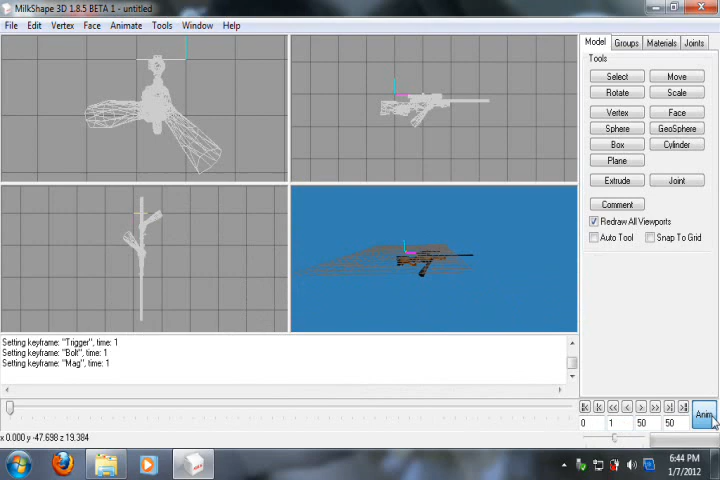 MilkShape 3D 1.8.5 BETA 1 - untitled
File Edit Vertex Face Animate Tools Window Help
Model Groups Materials Joints
Tools
Select Move
Rotate Scale
Vertex Face
Sphere GeoSphere
Box Cylinder
Plane
Extrude Joint
Comment
Redraw All Viewports
Auto Tool Snap To Grid
Setting keyframe: "Trigger", time: 1
Setting keyframe: "Bolt", time: 1
Setting keyframe: "Mag", time: 1
0 1 50 50
Anim
x 0.000 y -47.698 z 19.384
6:44 PM
1/7/2012